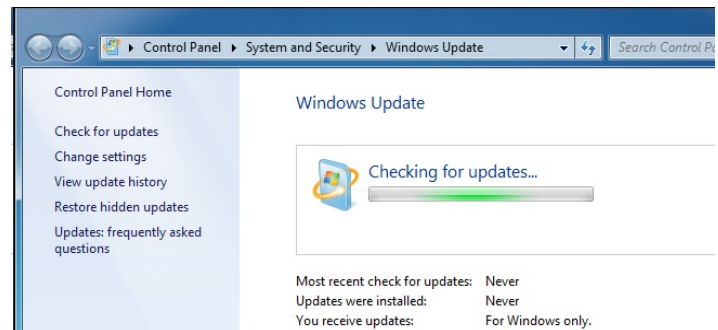 Control Panel ▸ System and Security ▸ Windows Update
Search Control
Control Panel Home
Check for updates
Change settings
View update history
Restore hidden updates
Updates: frequently asked
questions
Windows Update
Checking for updates...
Most recent check for updates: Never
Updates were installed: Never
You receive updates: For Windows only.